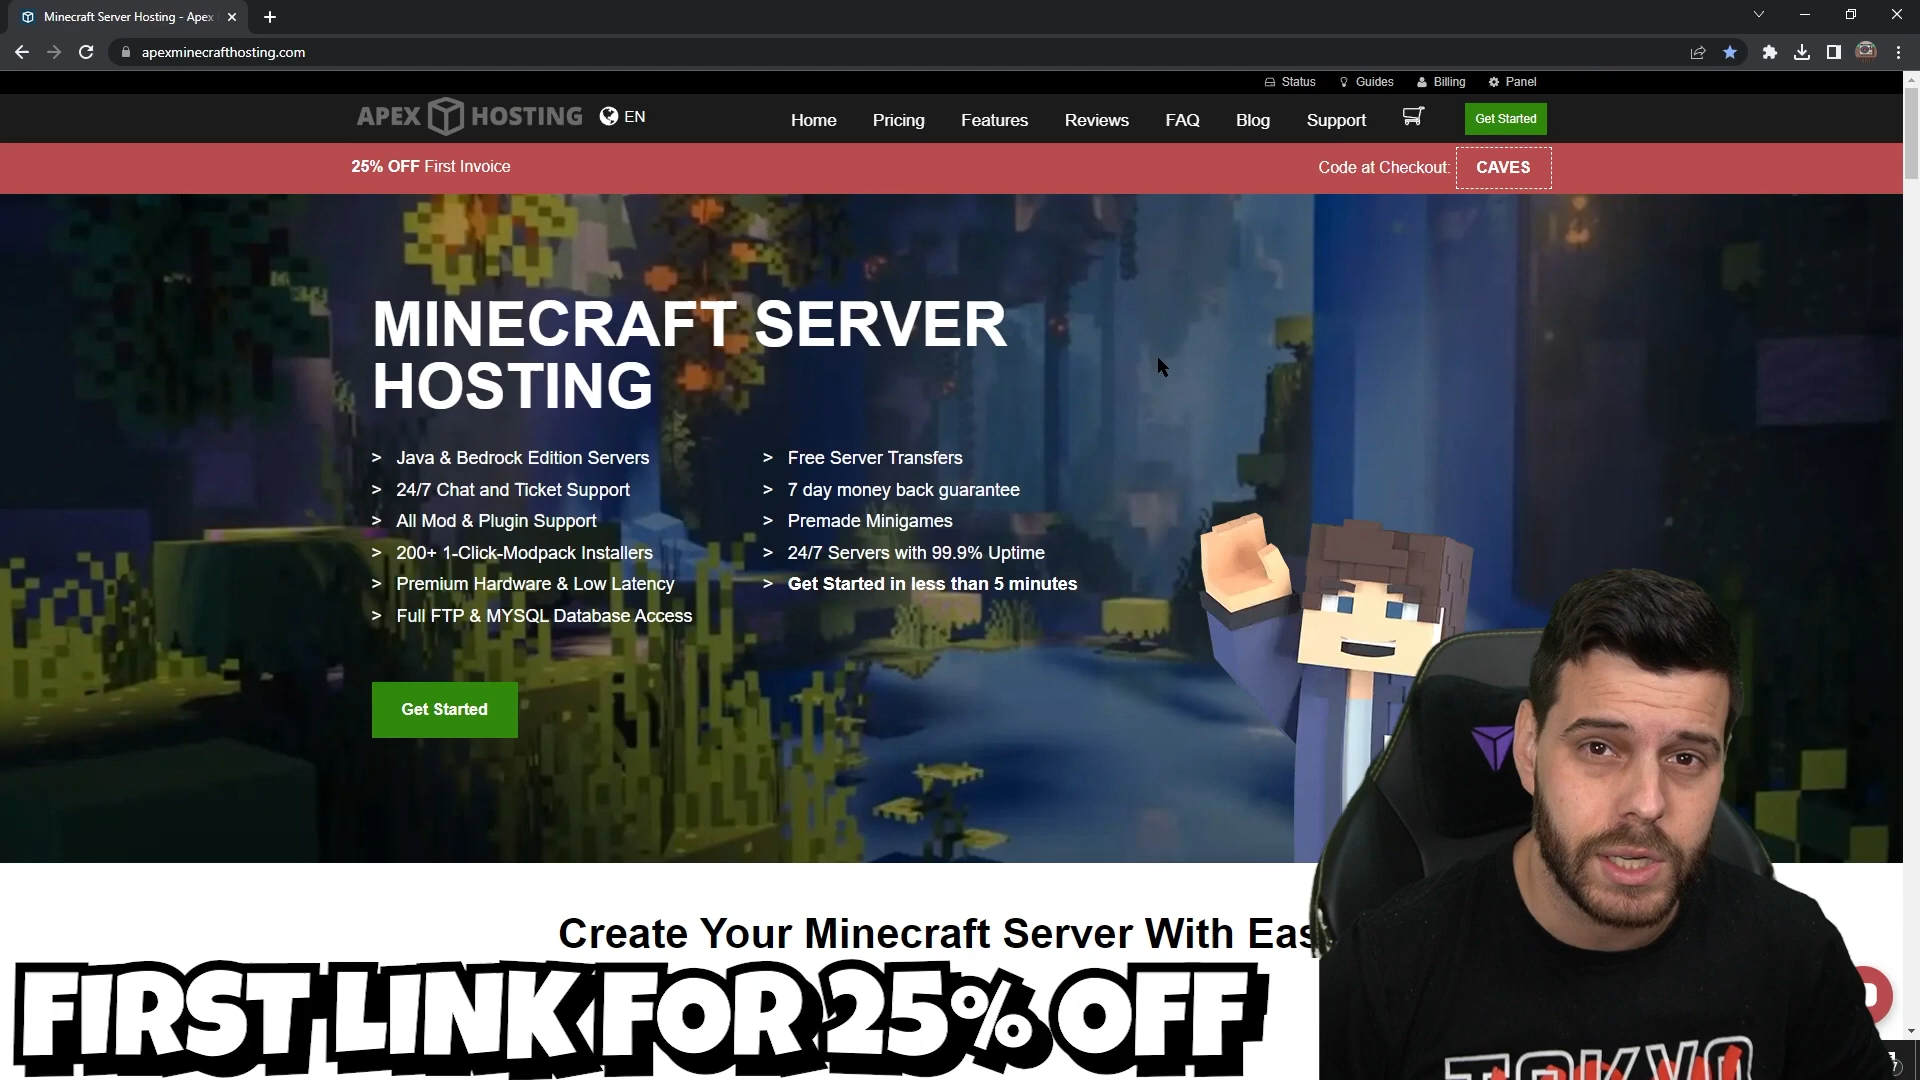 Minecraft Server Hosting - Apex
apexminecrafthosting.com
Status Guides Billing Panel
APEX HOSTING EN
Home Pricing Features Reviews FAQ Blog Support Get Started
25% OFF First Invoice
Code at Checkout: CAVES
MINECRAFT SERVER
HOSTING
> Java & Bedrock Edition Servers
> 24/7 Chat and Ticket Support
> All Mod & Plugin Support
> 200+ 1-Click-Modpack Installers
> Premium Hardware & Low Latency
> Full FTP & MYSQL Database Access
> Free Server Transfers
> 7 day money back guarantee
> Premade Minigames
> 24/7 Servers with 99.9% Uptime
> Get Started in less than 5 minutes
Get Started
Create Your Minecraft Server With Eas
FIRST LINK FOR 25% OFF
TOKYO